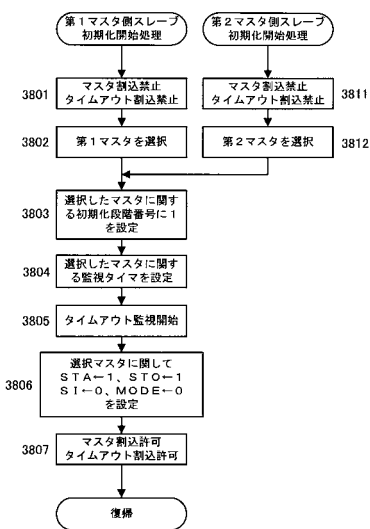 第1マスタ側スレーブ
初期化開始処理
第2マスタ側スレーブ
初期化開始処理
3801
マスタ割込禁止
タイムアウト割込禁止
マスタ割込禁止
タイムアウト割込禁止
3811
3802
第1マスタを選択
第2マスタを選択
3812
3803
選択したマスタに関す
る初期化段階番号に1
を設定
3804
選択したマスタに関す
る監視タイマを設定
3805
タイムアウト監視開始
3806
選択マスタに関して
STA←1、STO←1
SI←0、MODE←0
を設定
3807
マスタ割込許可
タイムアウト割込許可
復帰